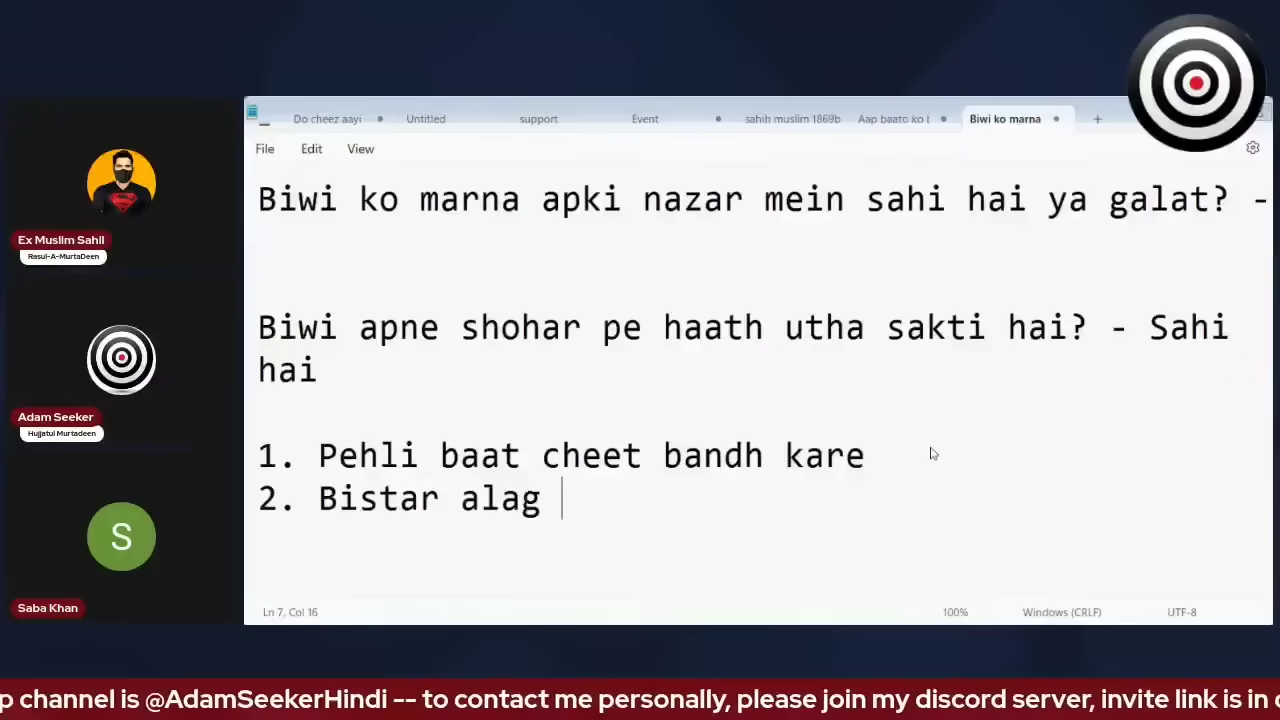 Do cheez aayi
Untitled
support
Event
sahih muslim 1869b
Aap baato ko
Biwi ko marna
File
Edit
View
Biwi ko marna apki nazar mein sahi hai ya galat? -
Biwi apne shohar pe haath utha sakti hai? - Sahi
hai
1. Pehli baat cheet bandh kare
2. Bistar alag
Ex Muslim Sahil
Rasul-A-MurtaDeen
Adam Seeker
Hujjatul Murtadeen
S
Saba Khan
Ln 7, Col 16
100%
Windows (CRLF)
UTF-8
p channel is @AdamSeekerHindi -- to contact me personally, please join my discord server, invite link is in